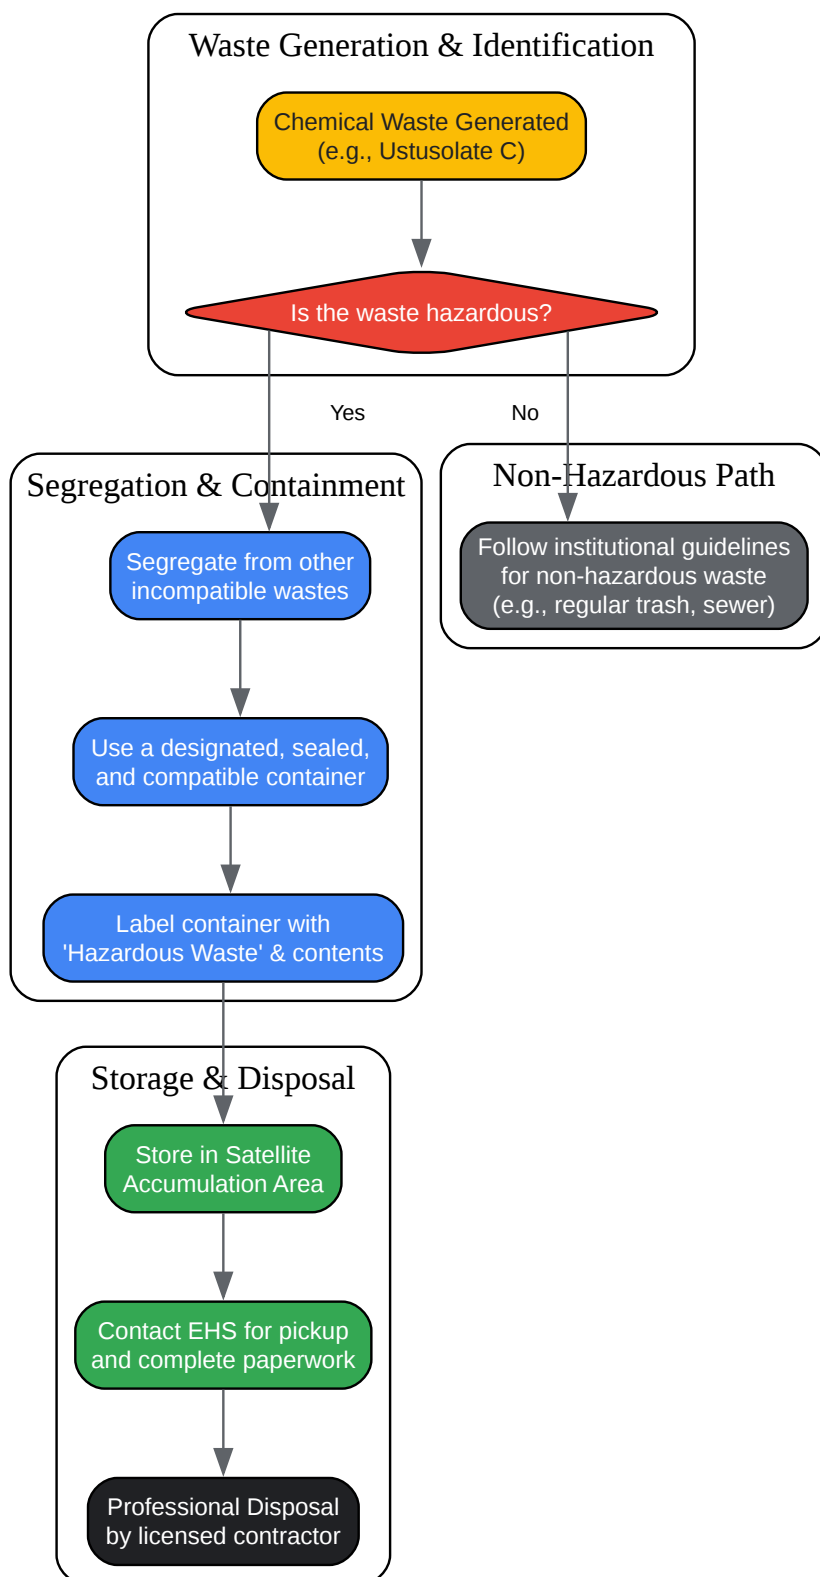 Waste Generation & Identification
Chemical Waste Generated
(e.g., Ustusolate C)
Is the waste hazardous?
Yes
No
Segregation & Containment
Segregate from other
incompatible wastes
Use a designated, sealed,
and compatible container
Label container with
'Hazardous Waste' & contents
Non-Hazardous Path
Follow institutional guidelines
for non-hazardous waste
(e.g., regular trash, sewer)
Storage & Disposal
Store in Satellite
Accumulation Area
Contact EHS for pickup
and complete paperwork
Professional Disposal
by licensed contractor